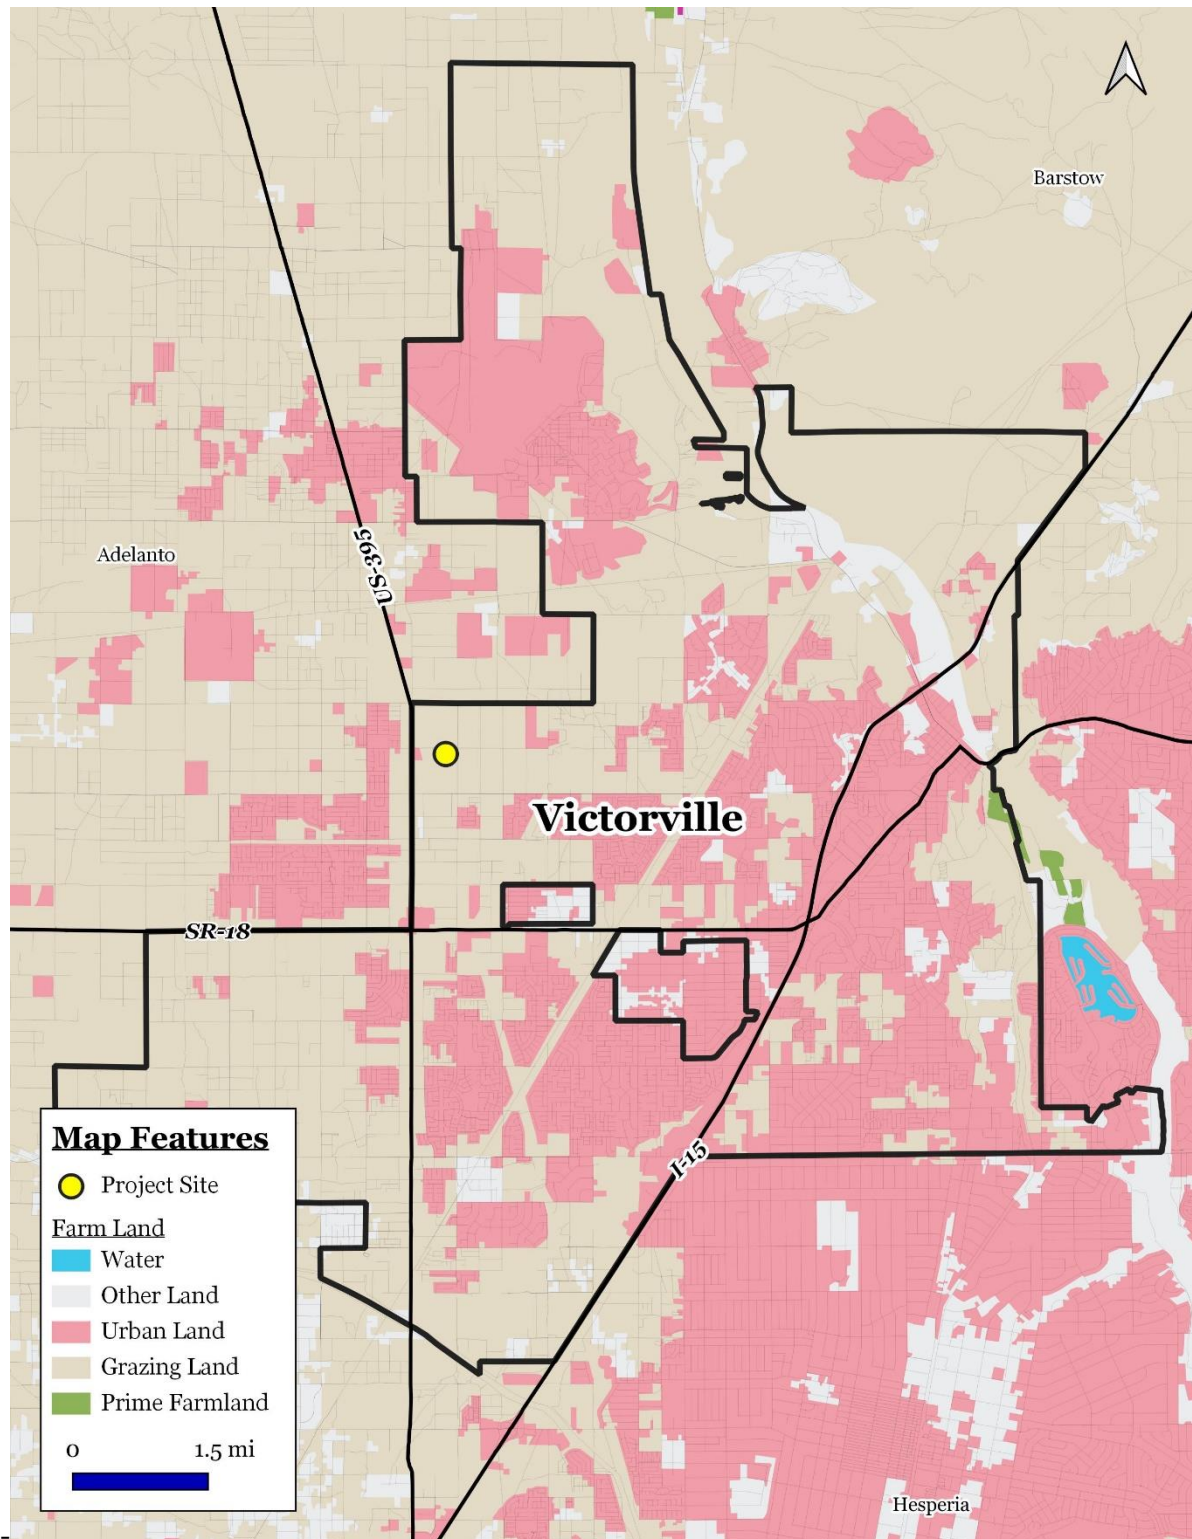 Barstow
US-395
Adelanto
Victorville
SR-18
I-15
Map Features
Project Site
Farm Land
Water
Other Land
Urban Land
Grazing Land
Prime Farmland
0 1.5 mi
Hesperia